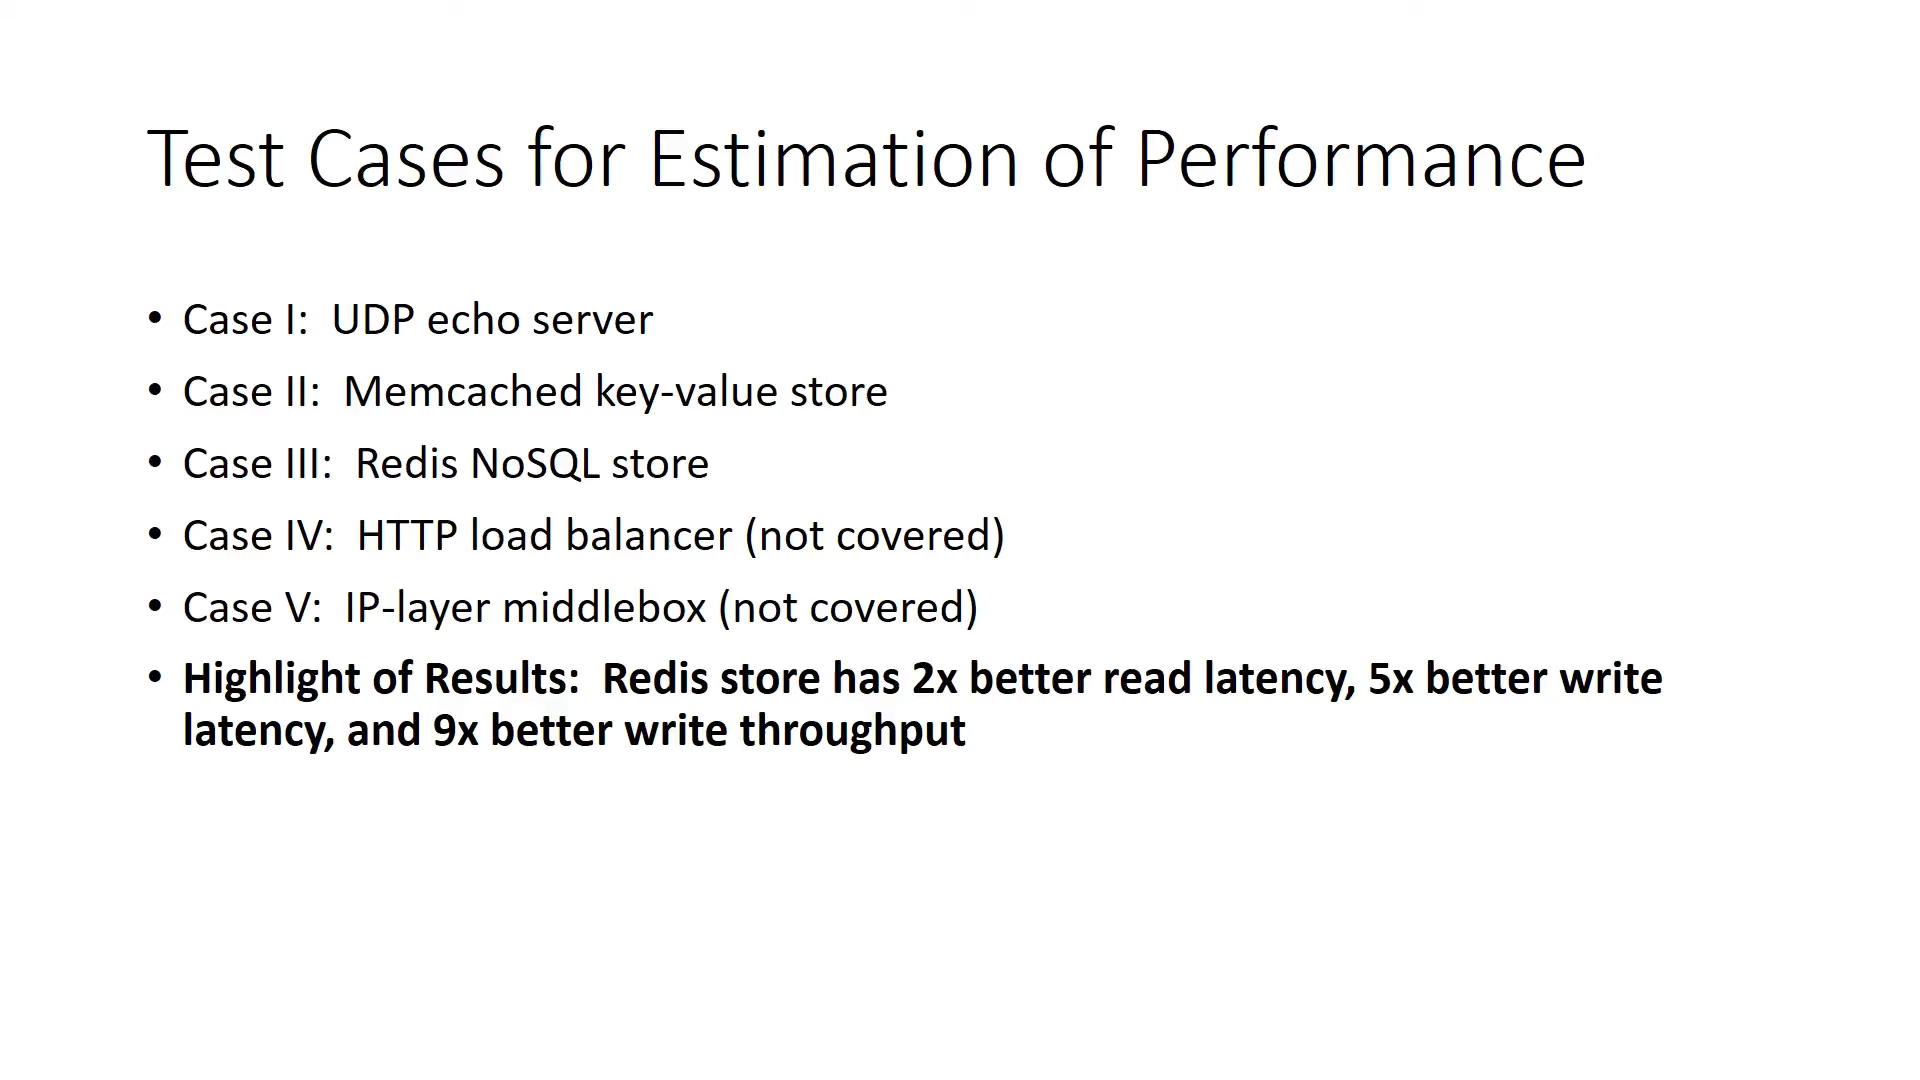 Test Cases for Estimation of Performance
• Case I:  UDP echo server
• Case II:  Memcached key-value store
• Case III:  Redis NoSQL store
• Case IV:  HTTP load balancer (not covered)
• Case V:  IP-layer middlebox (not covered)
• Highlight of Results:  Redis store has 2x better read latency, 5x better write
latency, and 9x better write throughput